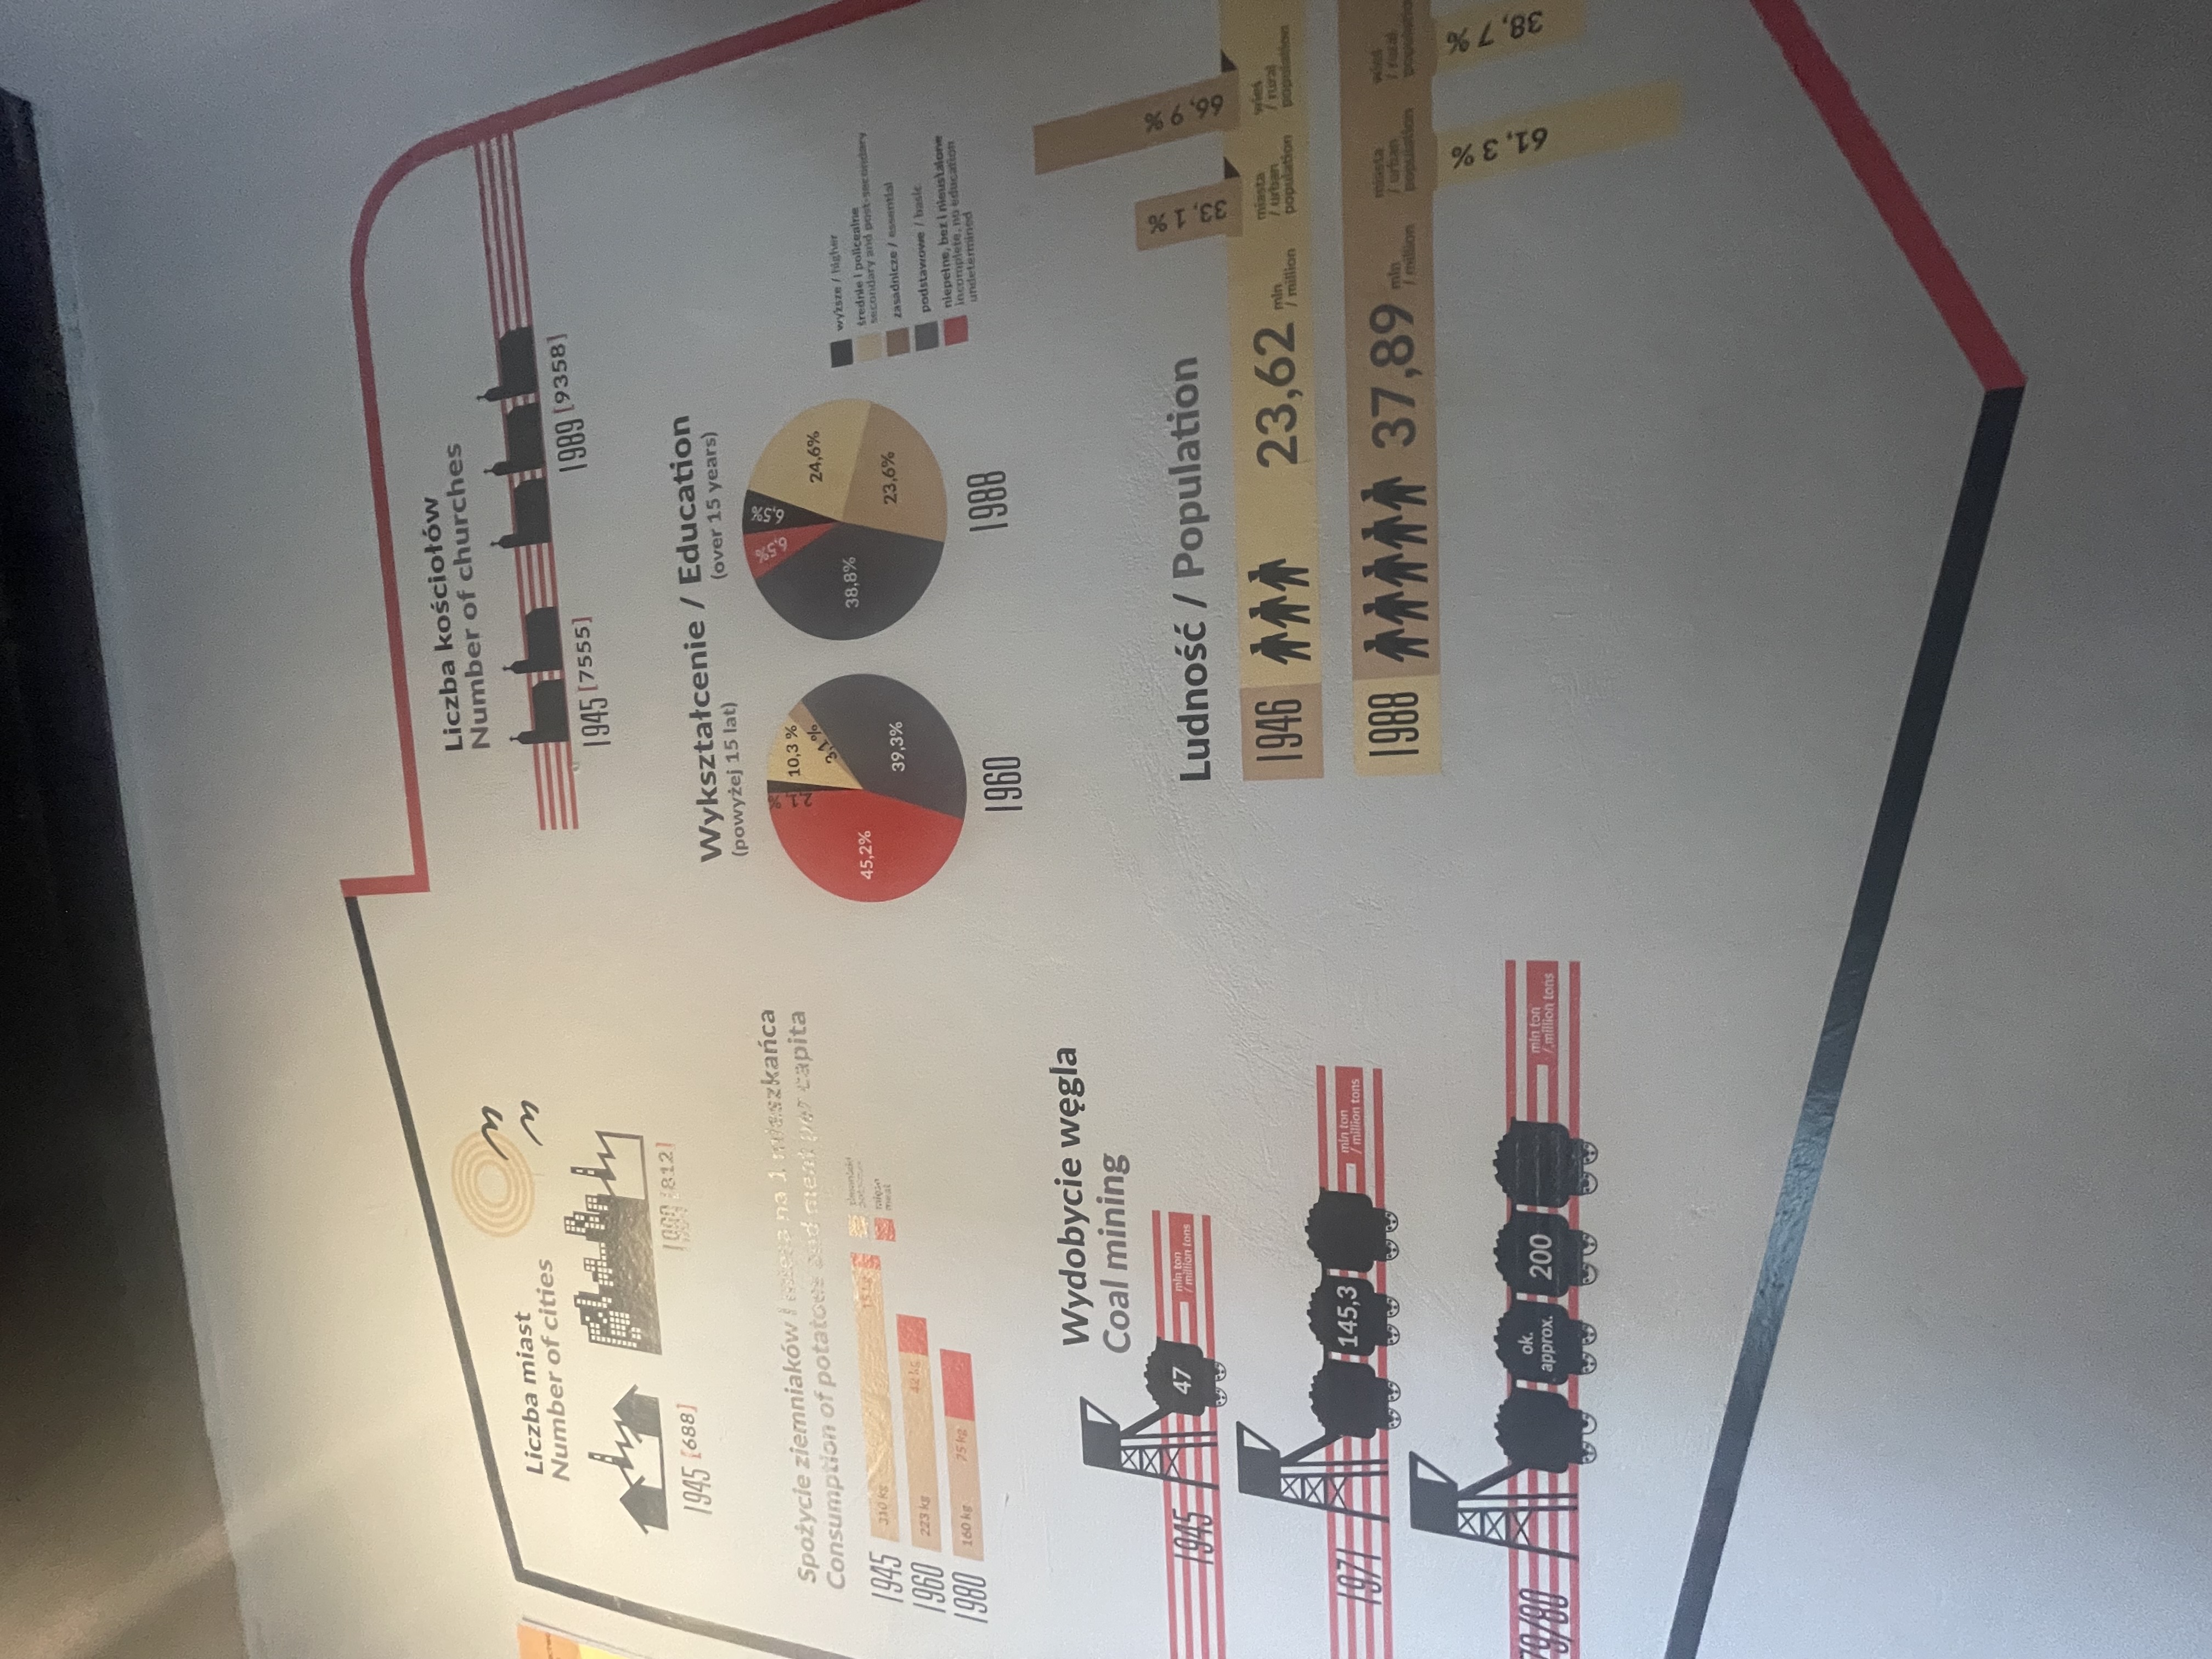 Liczba miast
Number of cities
1945 [688]
[812]
Liczba kościołów
Number of churches
1945 [7555]
1989 [9358]
Spożycie ziemniaków i mięsa na 1 mieszkańca
Consumption of potatoes and meat per capita
1945 310 kg 15 kg
1960 223 kg 42 kg
1980 160 kg 75 kg
ziemniaki
potatoes
mięso
meat
Wykształcenie / Education
(powyżej 15 lat) (over 15 years)
2,1 %
10,3 %
3,1 %
39,3%
45,2%
1960
6,5%
6,5%
24,6%
23,6%
38,8%
1988
wyższe / higher
średnie i policealne
secondary and post-secondary
zasadnicze / essential
podstawowe / basic
niepełne, bez i nieustalone
incomplete, no education
undetermined
Wydobycie węgla
Coal mining
1945 47 mln ton
/ million tons
1971 145,3 mln ton
/ million tons
79/80 ok.
approx. 200 mln ton
/ million tons
Ludność / Population
33,1 %
66,9 %
1946 23,62 mln
/ million
miasta
/ urban
population
wieś
/ rural
population
1988 37,89 mln
/ million
miasta
/ urban
population
wieś
/ rural
61,3 %
38,7 %